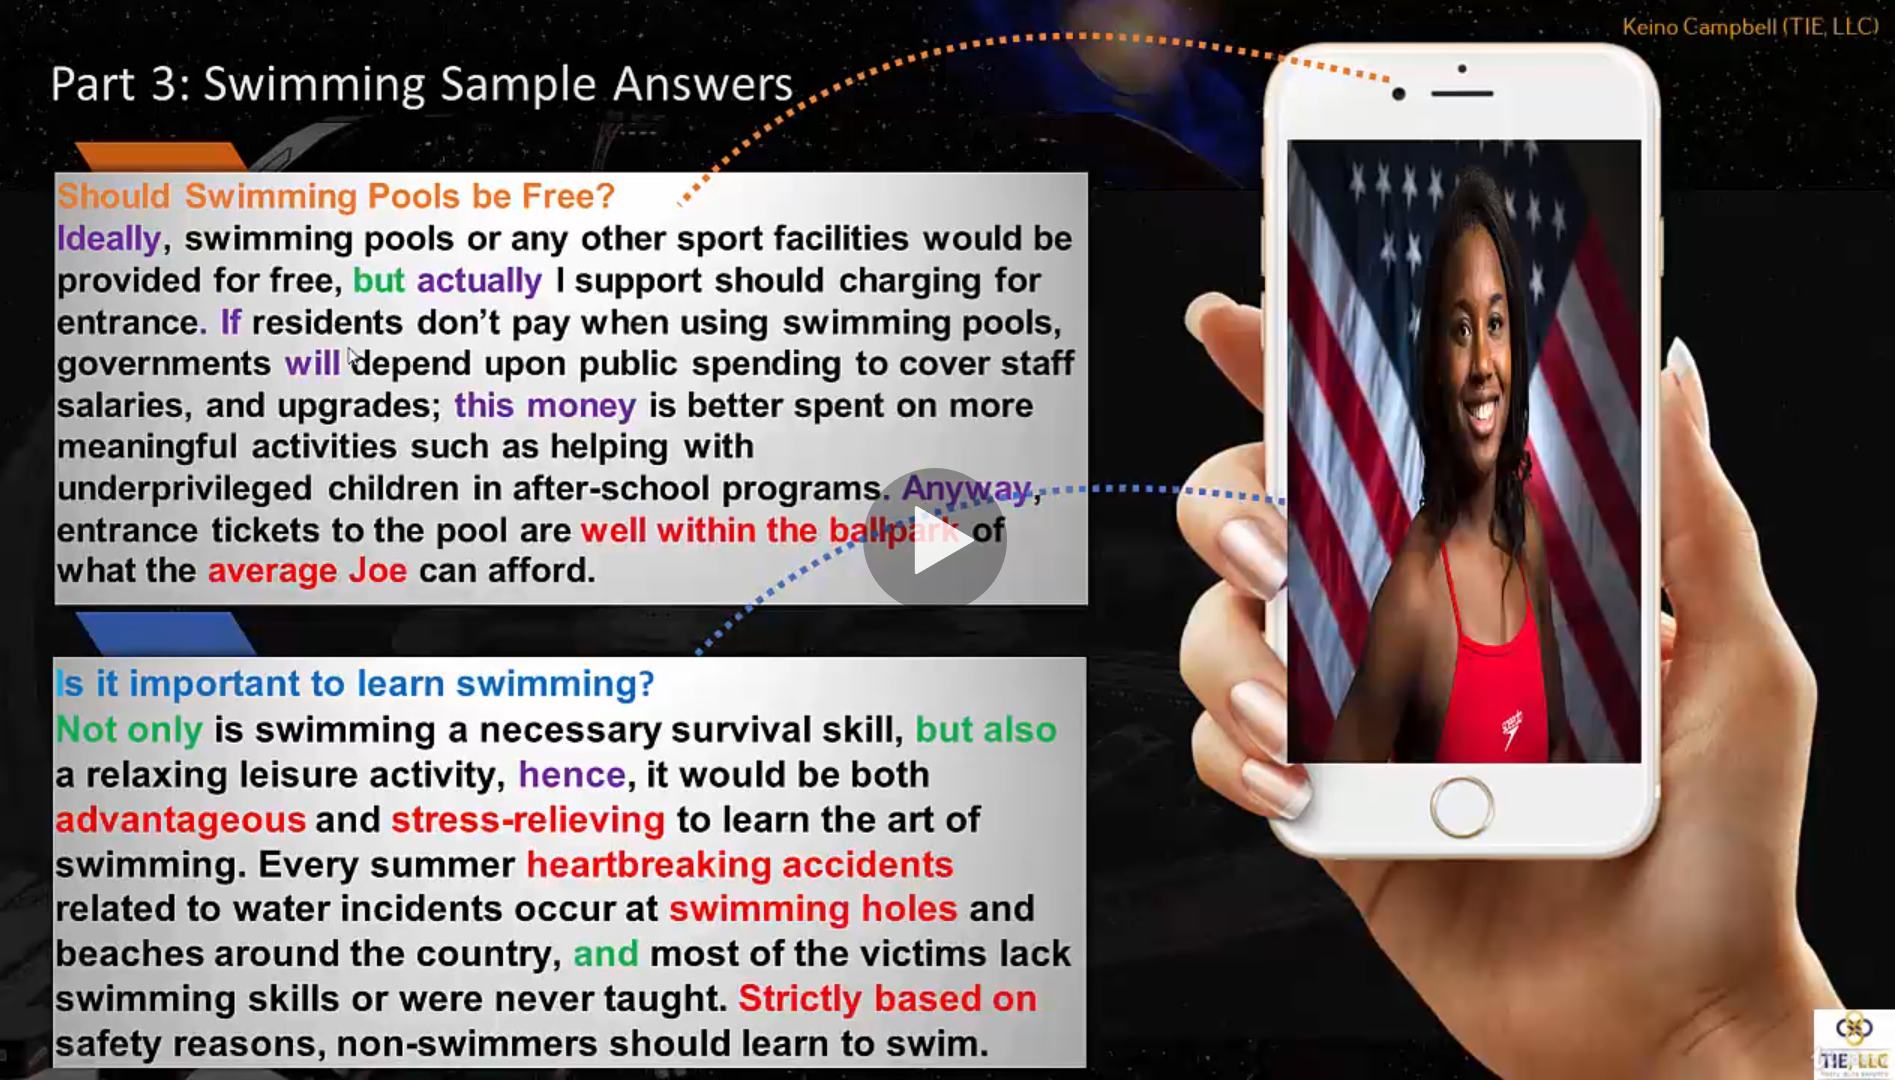 Keino Campbell (TIE, LLC)
Part 3: Swimming Sample Answers
Should Swimming Pools be Free?
Ideally, swimming pools or any other sport facilities would be
provided for free, but actually I support should charging for
entrance. If residents don't pay when using swimming pools,
governments will depend upon public spending to cover staff
salaries, and upgrades; this money is better spent on more
meaningful activities such as helping with
underprivileged children in after-school programs. Anyway,
entrance tickets to the pool are well within the ballpark of
what the average Joe can afford.
Is it important to learn swimming?
Not only is swimming a necessary survival skill, but also
a relaxing leisure activity, hence, it would be both
advantageous and stress-relieving to learn the art of
swimming. Every summer heartbreaking accidents
related to water incidents occur at swimming holes and
beaches around the country, and most of the victims lack
swimming skills or were never taught. Strictly based on
safety reasons, non-swimmers should learn to swim.
speedo
TIE, LLC